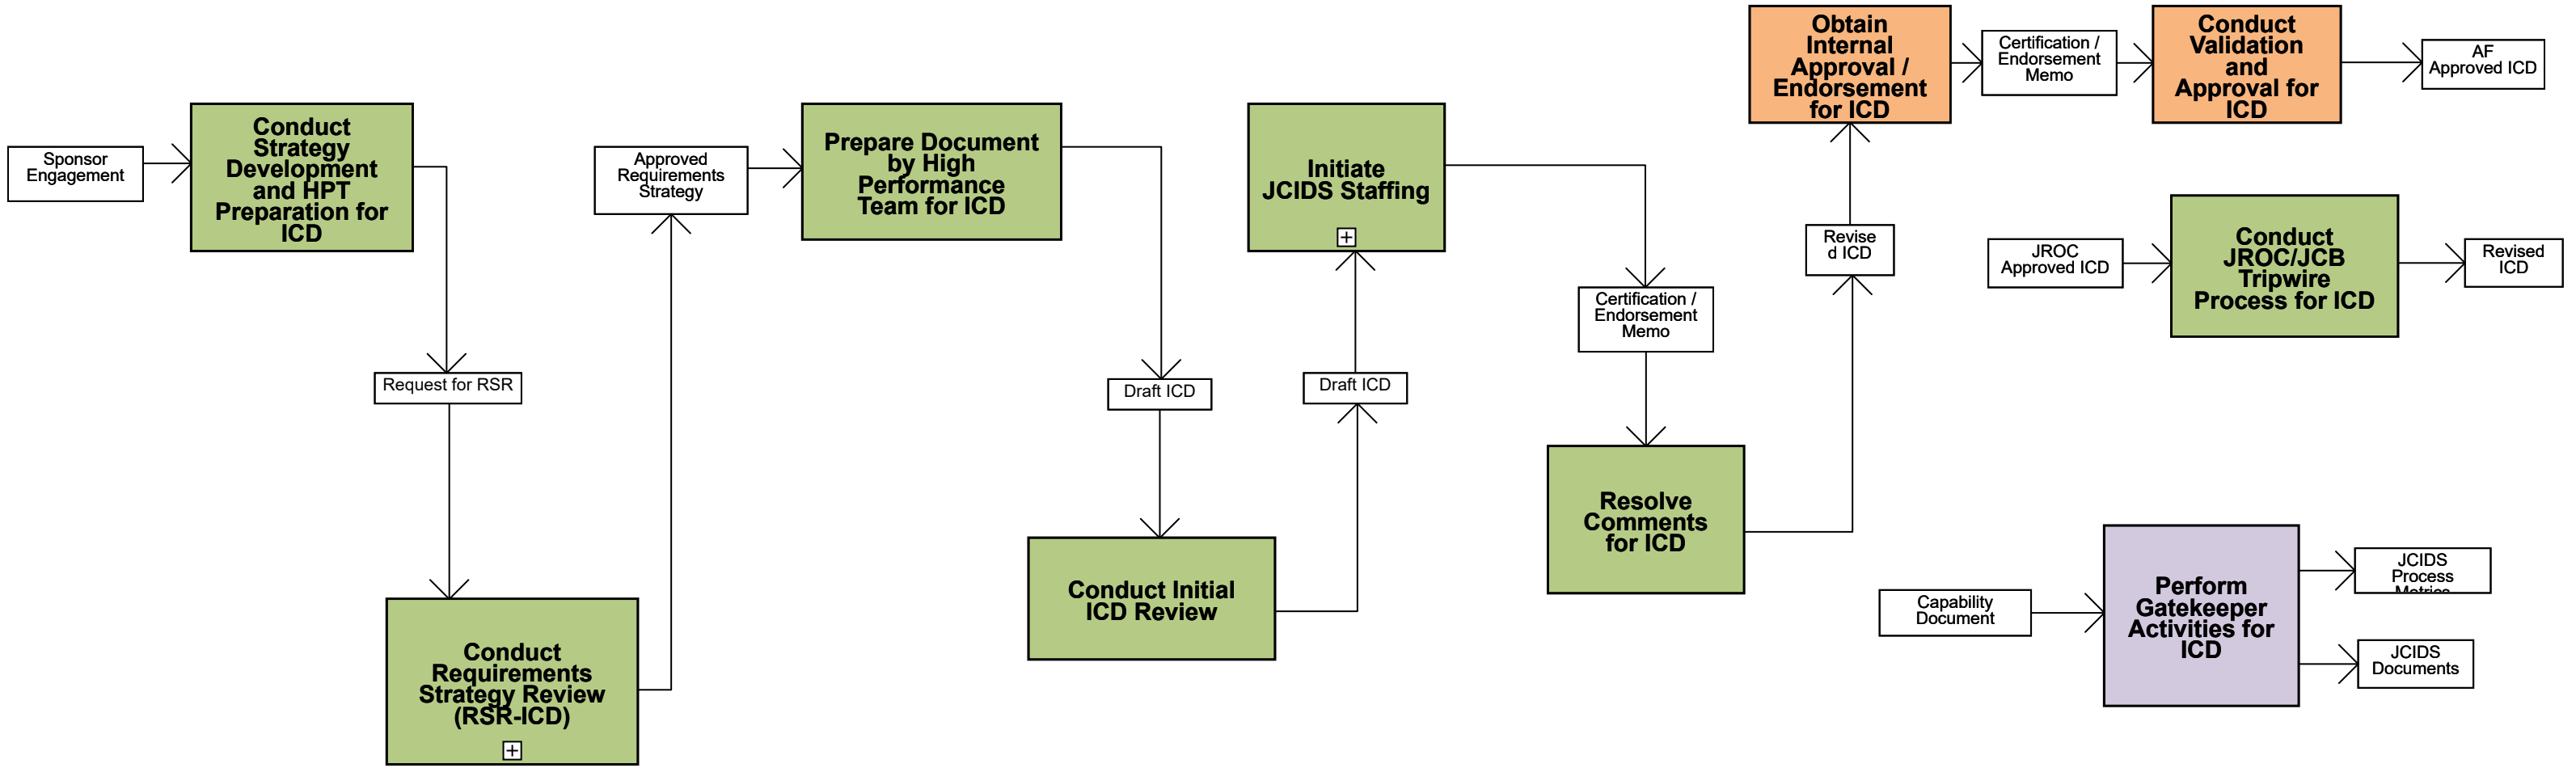 Sponsor
Engagement
Conduct
Strategy
Development
and HPT
Preparation for
ICD
Request for RSR
Conduct
Requirements
Strategy Review
(RSR-ICD)
Approved
Requirements
Strategy
Prepare Document
by High
Performance
Team for ICD
Draft ICD
Conduct Initial
ICD Review
Draft ICD
Initiate
JCIDS Staffing
Certification /
Endorsement
Memo
Resolve
Comments
for ICD
Revise
d ICD
Obtain
Internal
Approval /
Endorsement
for ICD
Certification /
Endorsement
Memo
Conduct
Validation
and
Approval for
ICD
AF
Approved ICD
JROC
Approved ICD
Conduct
JROC/JCB
Tripwire
Process for ICD
Revised
ICD
Capability
Document
Perform
Gatekeeper
Activities for
ICD
JCIDS
Process
Metrics
JCIDS
Documents